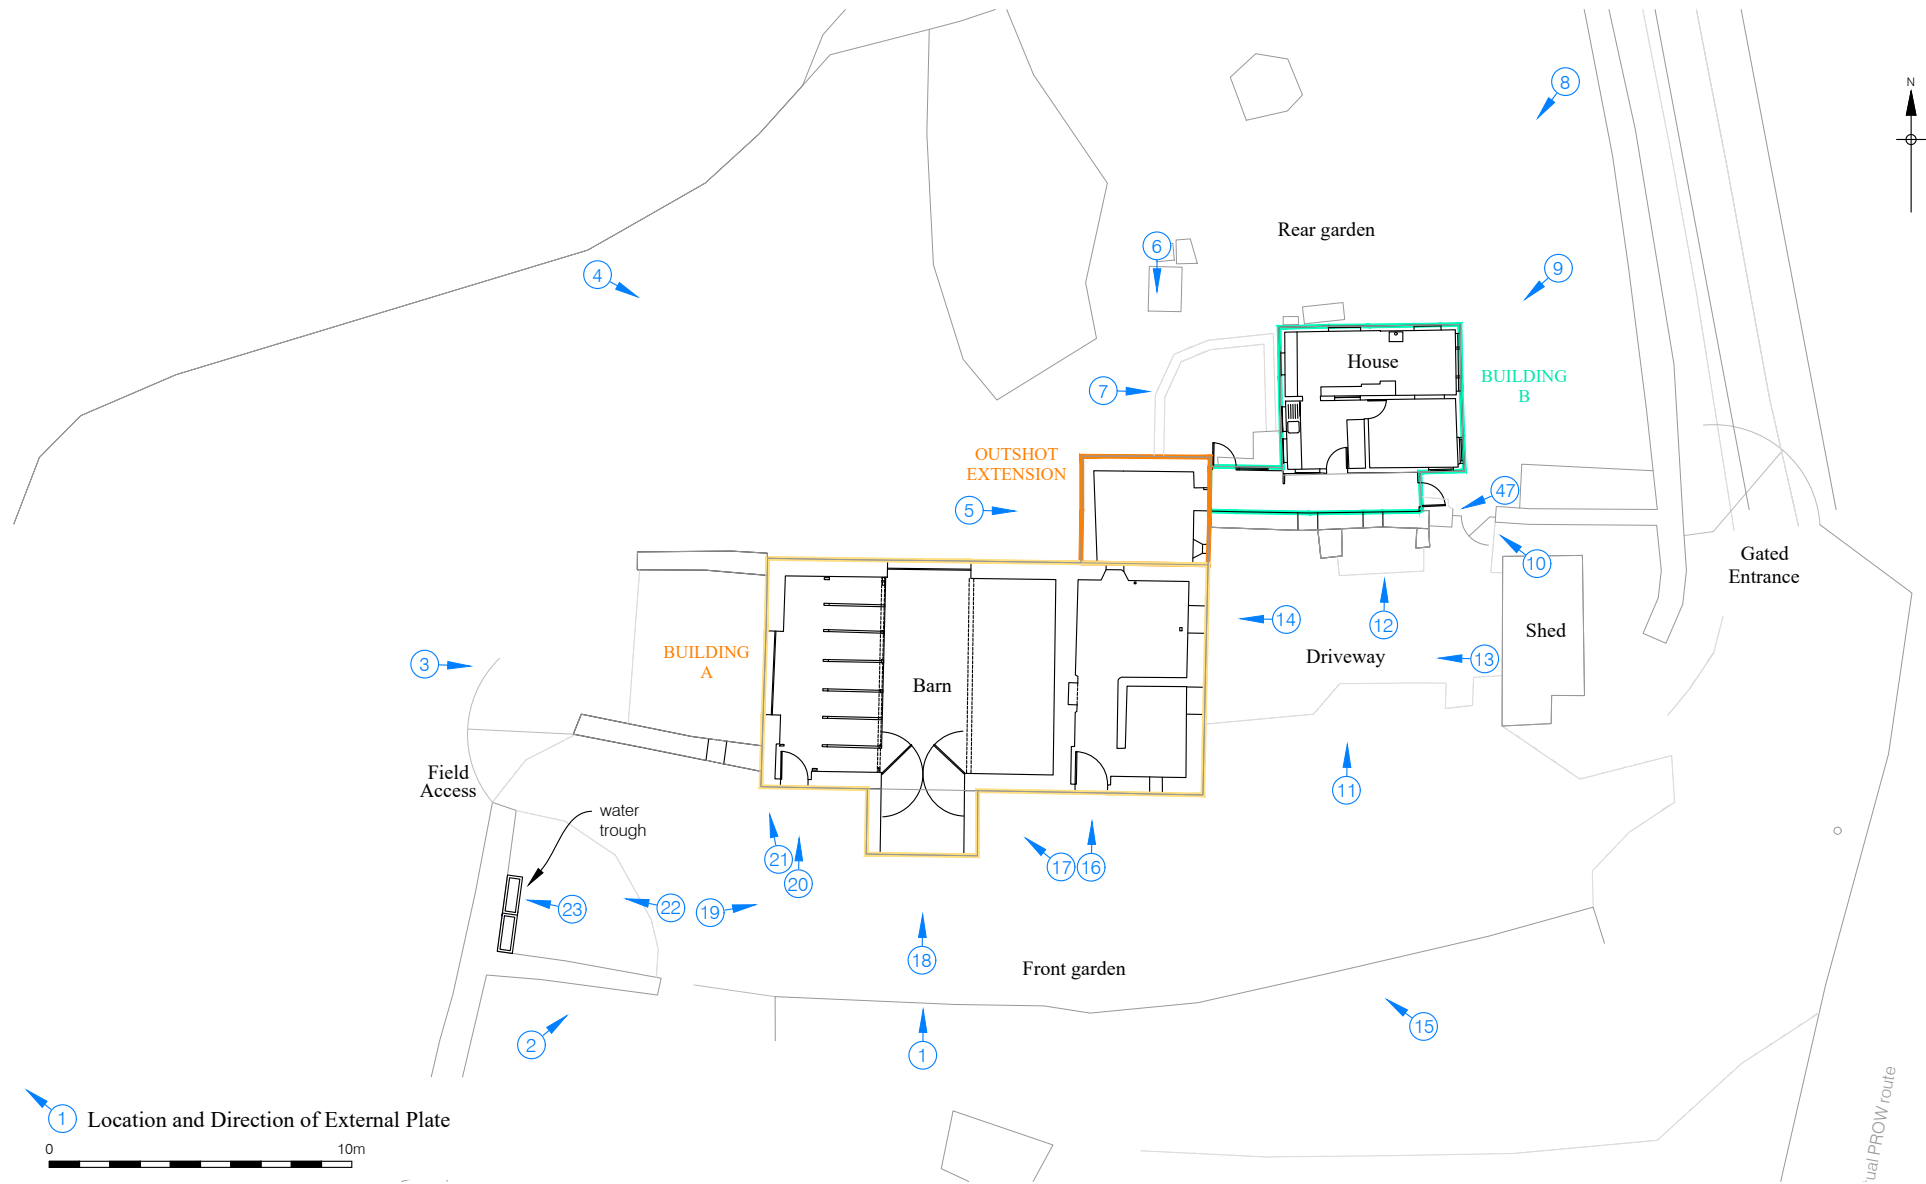 8
N
Rear garden
6
4
9
House
BUILDING
B
7
OUTSHOT
EXTENSION
47
5
Gated
Entrance
10
14
12
Shed
BUILDING
A
Driveway
3
13
Barn
Field
Access
11
water
trough
21
17
16
20
23
22
19
18
Front garden
15
2
1
1
Location and Direction of External Plate
0
10m
PROW route